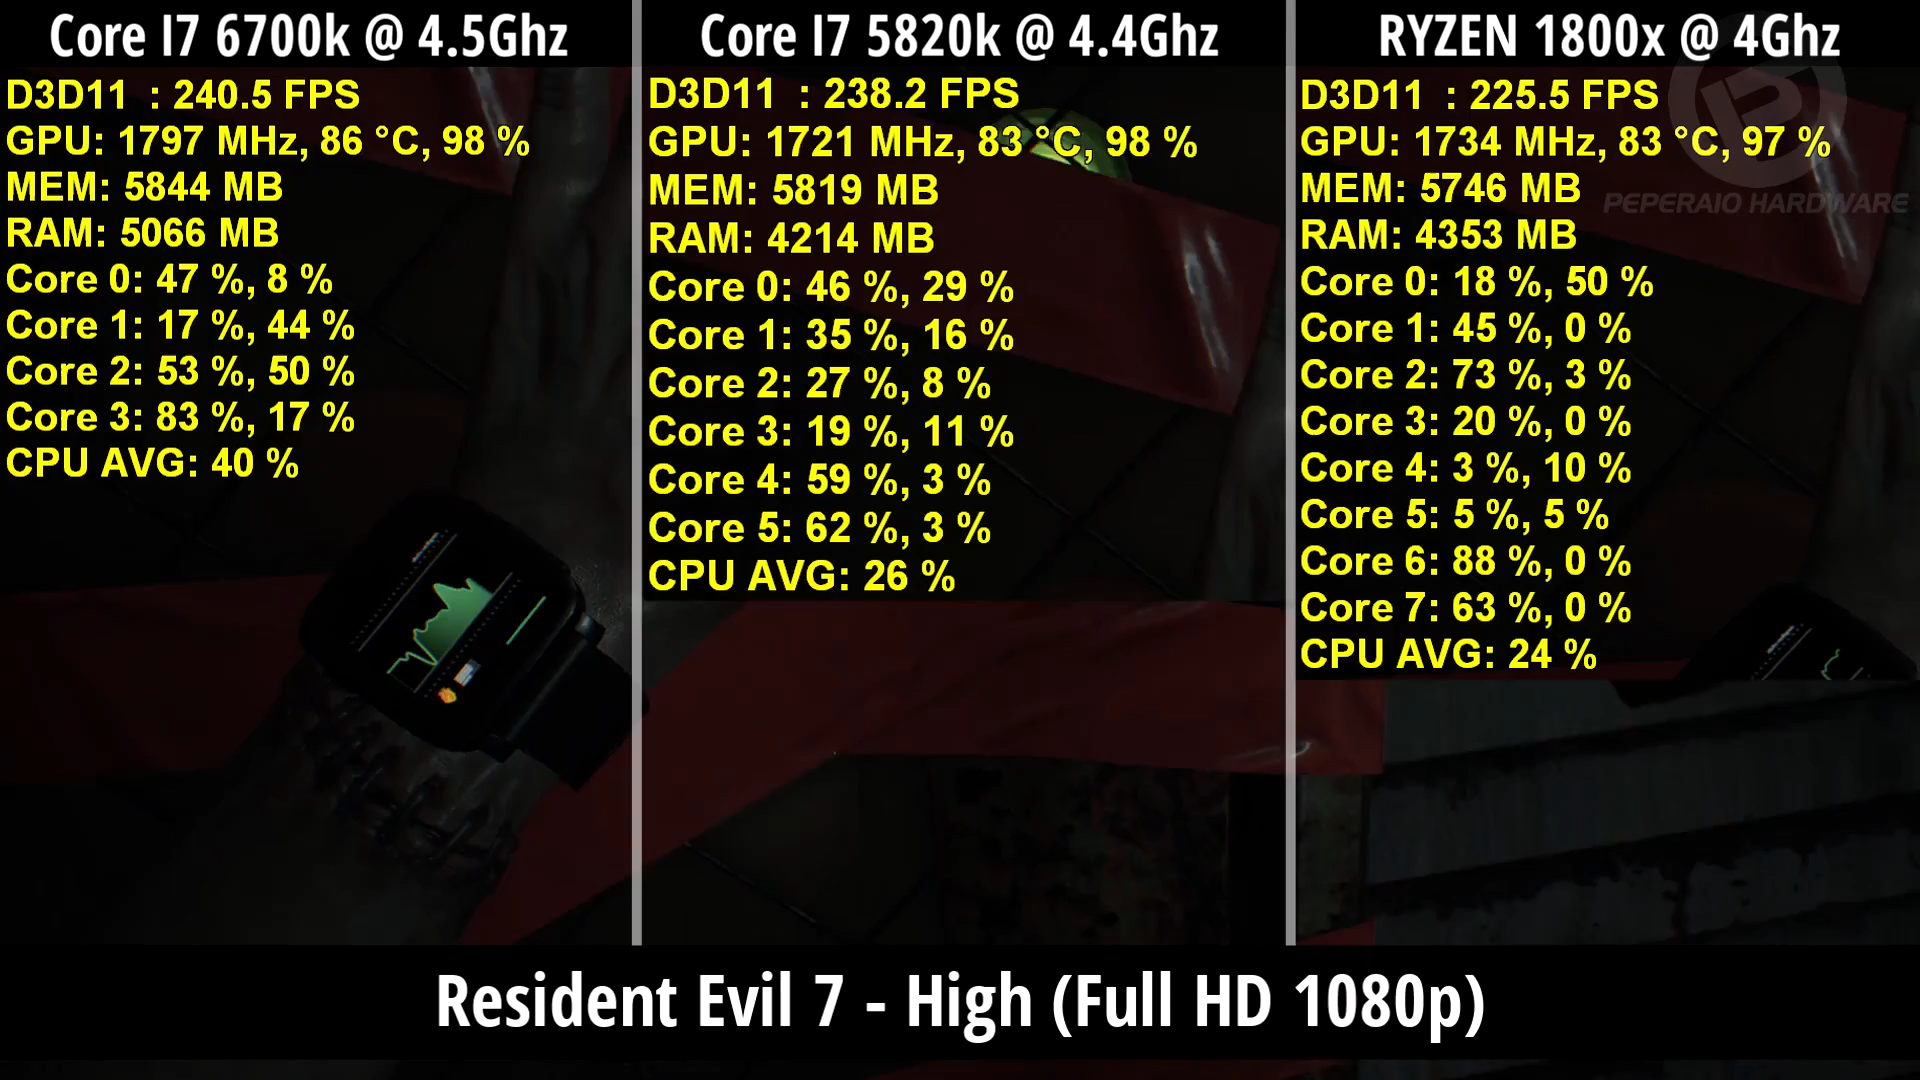 Core I7 6700k @ 4.5Ghz
D3D11 : 240.5 FPS
GPU: 1797 MHz, 86 °C, 98 %
MEM: 5844 MB
RAM: 5066 MB
Core 0: 47 %, 8 %
Core 1: 17 %, 44 %
Core 2: 53 %, 50 %
Core 3: 83 %, 17 %
CPU AVG: 40 %
Core I7 5820k @ 4.4Ghz
D3D11 : 238.2 FPS
GPU: 1721 MHz, 83 °C, 98 %
MEM: 5819 MB
RAM: 4214 MB
Core 0: 46 %, 29 %
Core 1: 35 %, 16 %
Core 2: 27 %, 8 %
Core 3: 19 %, 11 %
Core 4: 59 %, 3 %
Core 5: 62 %, 3 %
CPU AVG: 26 %
RYZEN 1800x @ 4Ghz
D3D11 : 225.5 FPS
GPU: 1734 MHz, 83 °C, 97 %
MEM: 5746 MB
PEPERAIO HARDWARE
RAM: 4353 MB
Core 0: 18 %, 50 %
Core 1: 45 %, 0 %
Core 2: 73 %, 3 %
Core 3: 20 %, 0 %
Core 4: 3 %, 10 %
Core 5: 5 %, 5 %
Core 6: 88 %, 0 %
Core 7: 63 %, 0 %
CPU AVG: 24 %
Resident Evil 7 - High (Full HD 1080p)